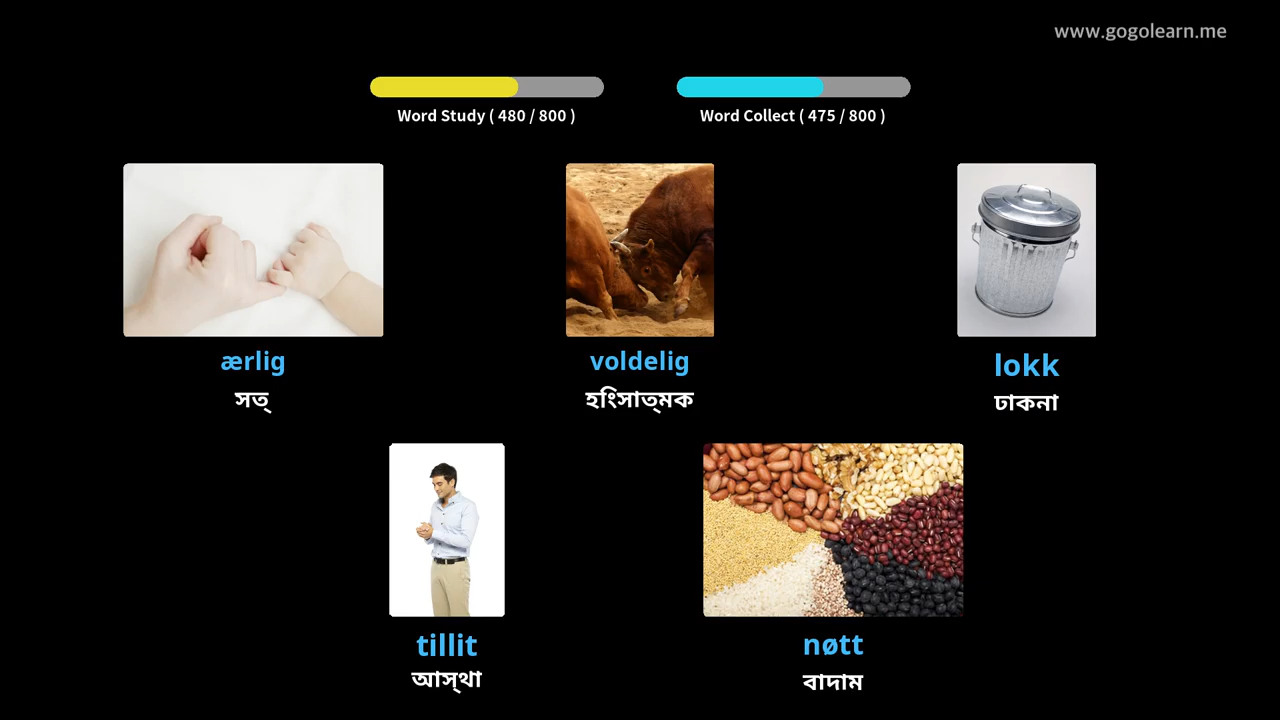 www.gogolearn.me
Word Study ( 480 / 800 )
Word Collect ( 475 / 800 )
ærlig
সত্
voldelig
হিংসাত্মক
lokk
ঢাকনা
tillit
আস্থা
nøtt
বাদাম